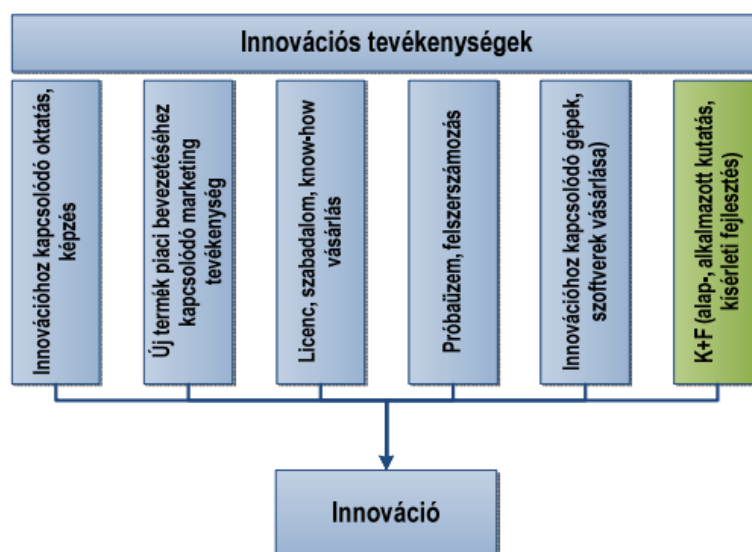 Innovációs tevékenységek
Innovációhoz kapcsolódó oktatás,
képzés
Új termék piaci bevezetéséhez
kapcsolódó marketing
tevékenység
Licenc, szabadalom, know-how
vásárlás
Próbaüzem, felszerszámozás
Innovációhoz kapcsolódó gépek,
szoftverek vásárlása)
K+F (alap-, alkalmazott kutatás,
kísérleti fejlesztés)
Innováció